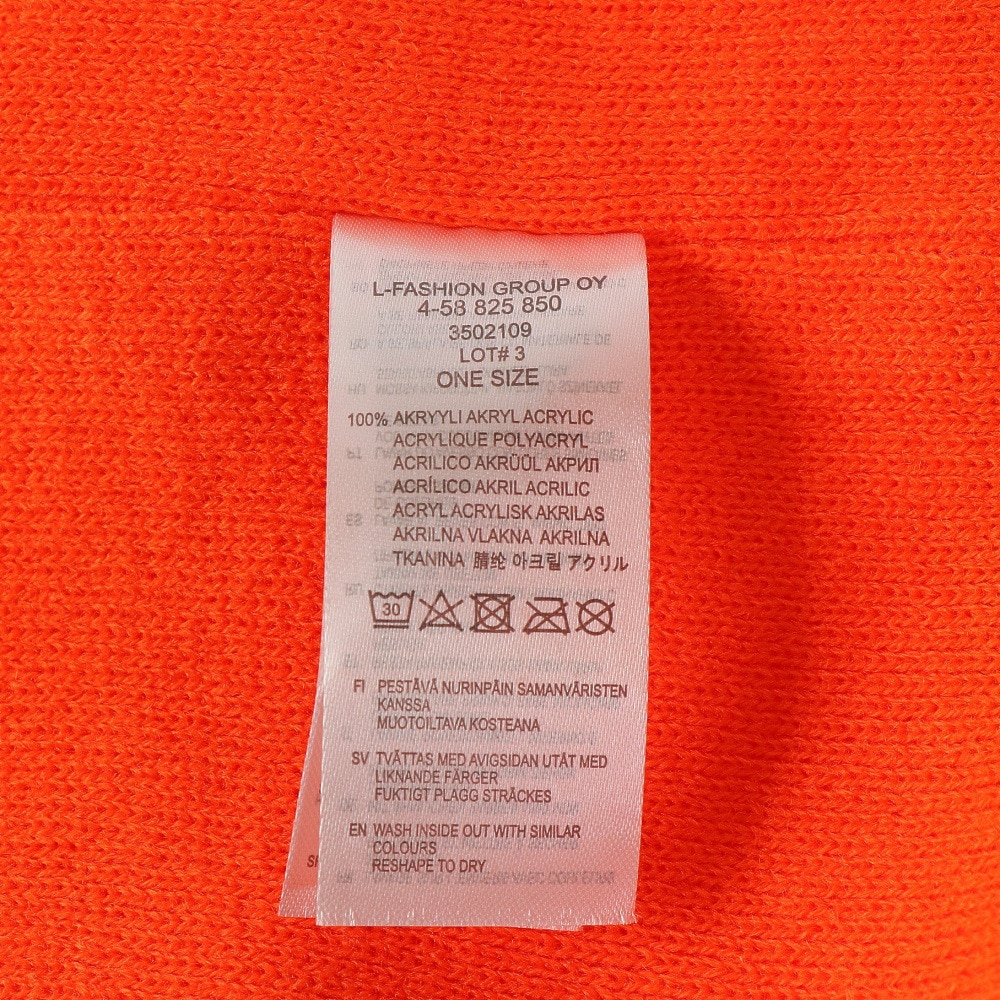 L-FASHION GROUP OY
4-58 825 850
3502109
LOT# 3
ONE SIZE
100% AKRYYLI AKRYL ACRYLIC
ACRYLIQUE POLYACRYL
ACRILICO AKRÜÜL АКРИЛ
ACRÍLICO AKRIL ACRILIC
ACRYL ACRYLISK AKRILAS
AKRILNA VLAKNA AKRILNA
TKANINA 腈纶 아크릴 アクリル
30
FI PESTÄVÄ NURINPÄIN SAMANVÄRISTEN
KANSSA
MUOTOILTAVA KOSTEANA
SV TVÄTTAS MED AVIGSIDAN UTÅT MED
LIKNANDE FÄRGER
FUKTIGT PLAGG STRÄCKES
EN WASH INSIDE OUT WITH SIMILAR
COLOURS
RESHAPE TO DRY